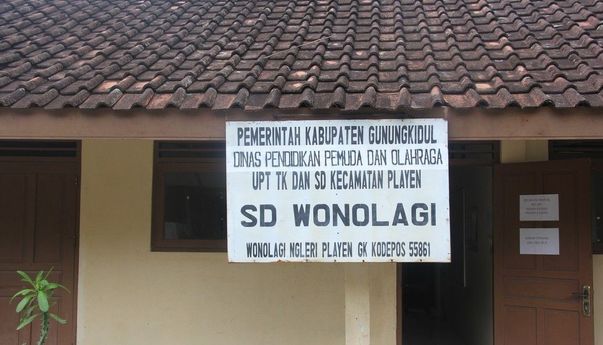 PEMERINTAH KABUPATEN GUNUNGKIDUL
DINAS PENDIDIKAN PEMUDA DAN OLAHRAGA
UPT TK DAN SD KECAMATAN PLAYEN
SD WONOLAGI
WONOLAGI NGLERI PLAYEN GK KODEPOS 55861